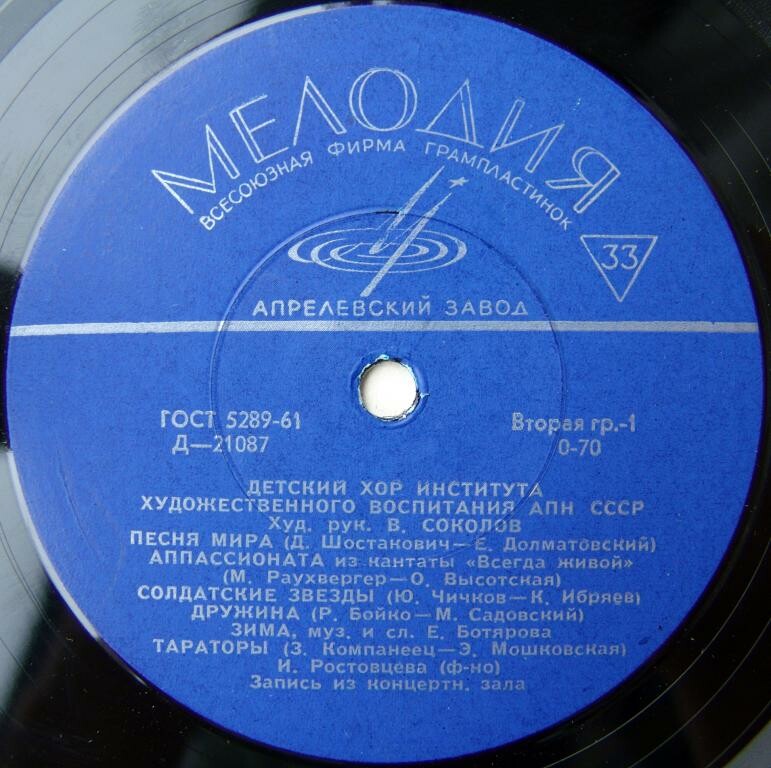 МЕЛОДИЯ
ВСЕСОЮЗНАЯ ФИРМА ГРАМПЛАСТИНОК
33
АПРЕЛЕВСКИЙ ЗАВОД
ГОСТ 5289-61 Вторая гр.-1
Д—21087 0-70
ДЕТСКИЙ ХОР ИНСТИТУТА
ХУДОЖЕСТВЕННОГО ВОСПИТАНИЯ АПН СССР
Худ. рук. В. СОКОЛОВ
ПЕСНЯ МИРА (Д. Шостакович—Е. Долматовский)
АППАССИОНАТА из кантаты «Всегда живой»
(М. Раухвергер—О. Высотская)
СОЛДАТСКИЕ ЗВЕЗДЫ (Ю. Чичков—К. Ибряев)
ДРУЖИНА (Р. Бойко—М. Садовский)
ЗИМА, муз. и сл. Е. Ботярова
ТАРАТОРЫ (З. Компанеец—Э. Мошковская)
И. Ростовцева (ф-но)
Запись из концертн. зала